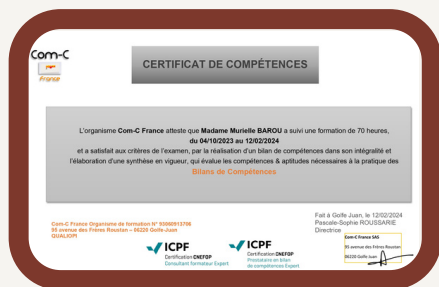 Com-C
France
CERTIFICAT DE COMPÉTENCES
L'organisme Com-C France atteste que Madame Murielle BAROU a suivi une formation de 70 heures,
du 04/10/2023 au 12/02/2024
et a satisfait aux critères de l'examen, par la réalisation d'un bilan de compétences dans son intégralité et
l'élaboration d'une synthèse en vigueur, qui évalue les compétences & aptitudes nécessaires à la pratique des
Bilans de Compétences
Com-C France Organisme de formation N° 93060913706
95 avenue des Frères Roustan – 06220 Golfe-Juan
QUALIOPI
ICPF
Certification CNEFOP
Consultant formateur Expert
ICPF
Certification CNEFOP
Prestataire en bilan
de compétences Expert
Fait à Golfe Juan, le 12/02/2024
Pascale-Sophie ROUSSARIE
Directrice
Com-C France SAS
95 avenue des Frères Roustan
06220 Golfe Juan